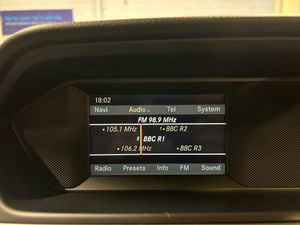 18:02
Navi Audio Tel System
FM 98.9 MHz
105.1 MHz BBC R2
BBC R1
106.2 MHz BBC R3
Radio Presets Info FM Sound